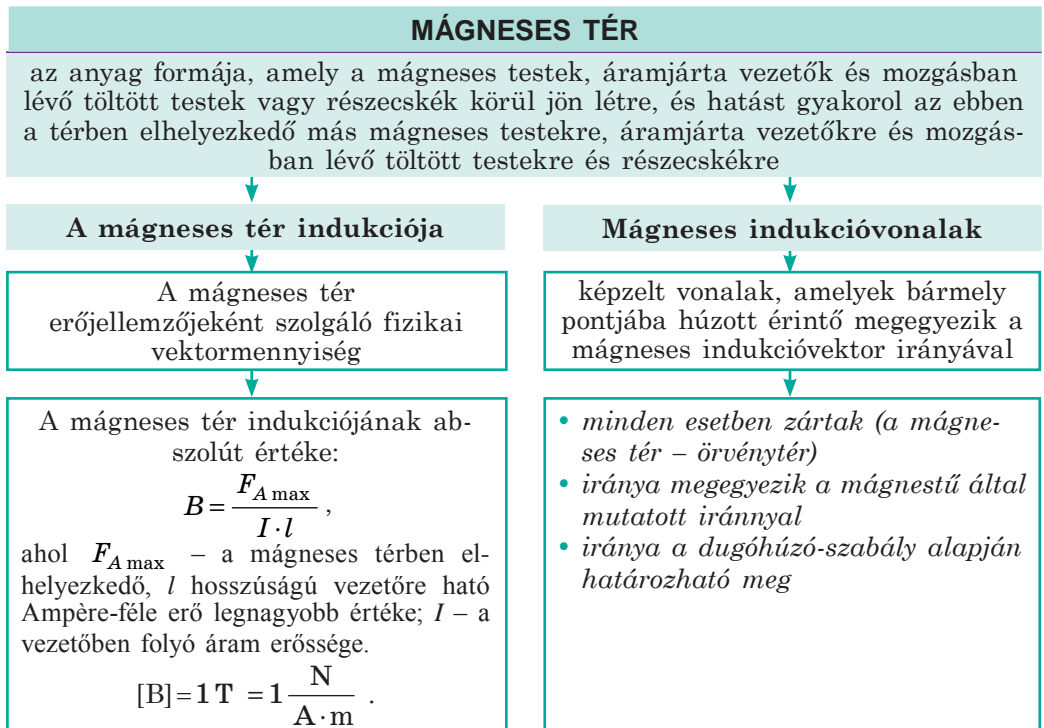 MÁGNESES TÉR
az anyag formája, amely a mágneses testek, áramjárta vezetők és mozgásban
lévő töltött testek vagy részecskék körül jön létre, és hatást gyakorol az ebben
a térben elhelyezkedő más mágneses testekre, áramjárta vezetőkre és mozgás-
ban lévő töltött testekre és részecskékre
A mágneses tér indukciója
A mágneses tér
erőjellemzőjeként szolgáló fizikai
vektormennyiség
A mágneses tér indukciójának ab-
szolút értéke:
B = F_{A max} / (I · l) ,
ahol F_{A max} – a mágneses térben el-
helyezkedő, l hosszúságú vezetőre ható
Ampère-féle erő legnagyobb értéke; I – a
vezetőben folyó áram erőssége.
[B] = 1 T = 1 N / (A · m) .
Mágneses indukcióvonalak
képzelt vonalak, amelyek bármely
pontjába húzott érintő megegyezik a
mágneses indukcióvektor irányával
• minden esetben zártak (a mágne-
ses tér – örvénytér)
• iránya megegyezik a mágnestű által
mutatott iránnyal
• iránya a dugóhúzó-szabály alapján
határozható meg